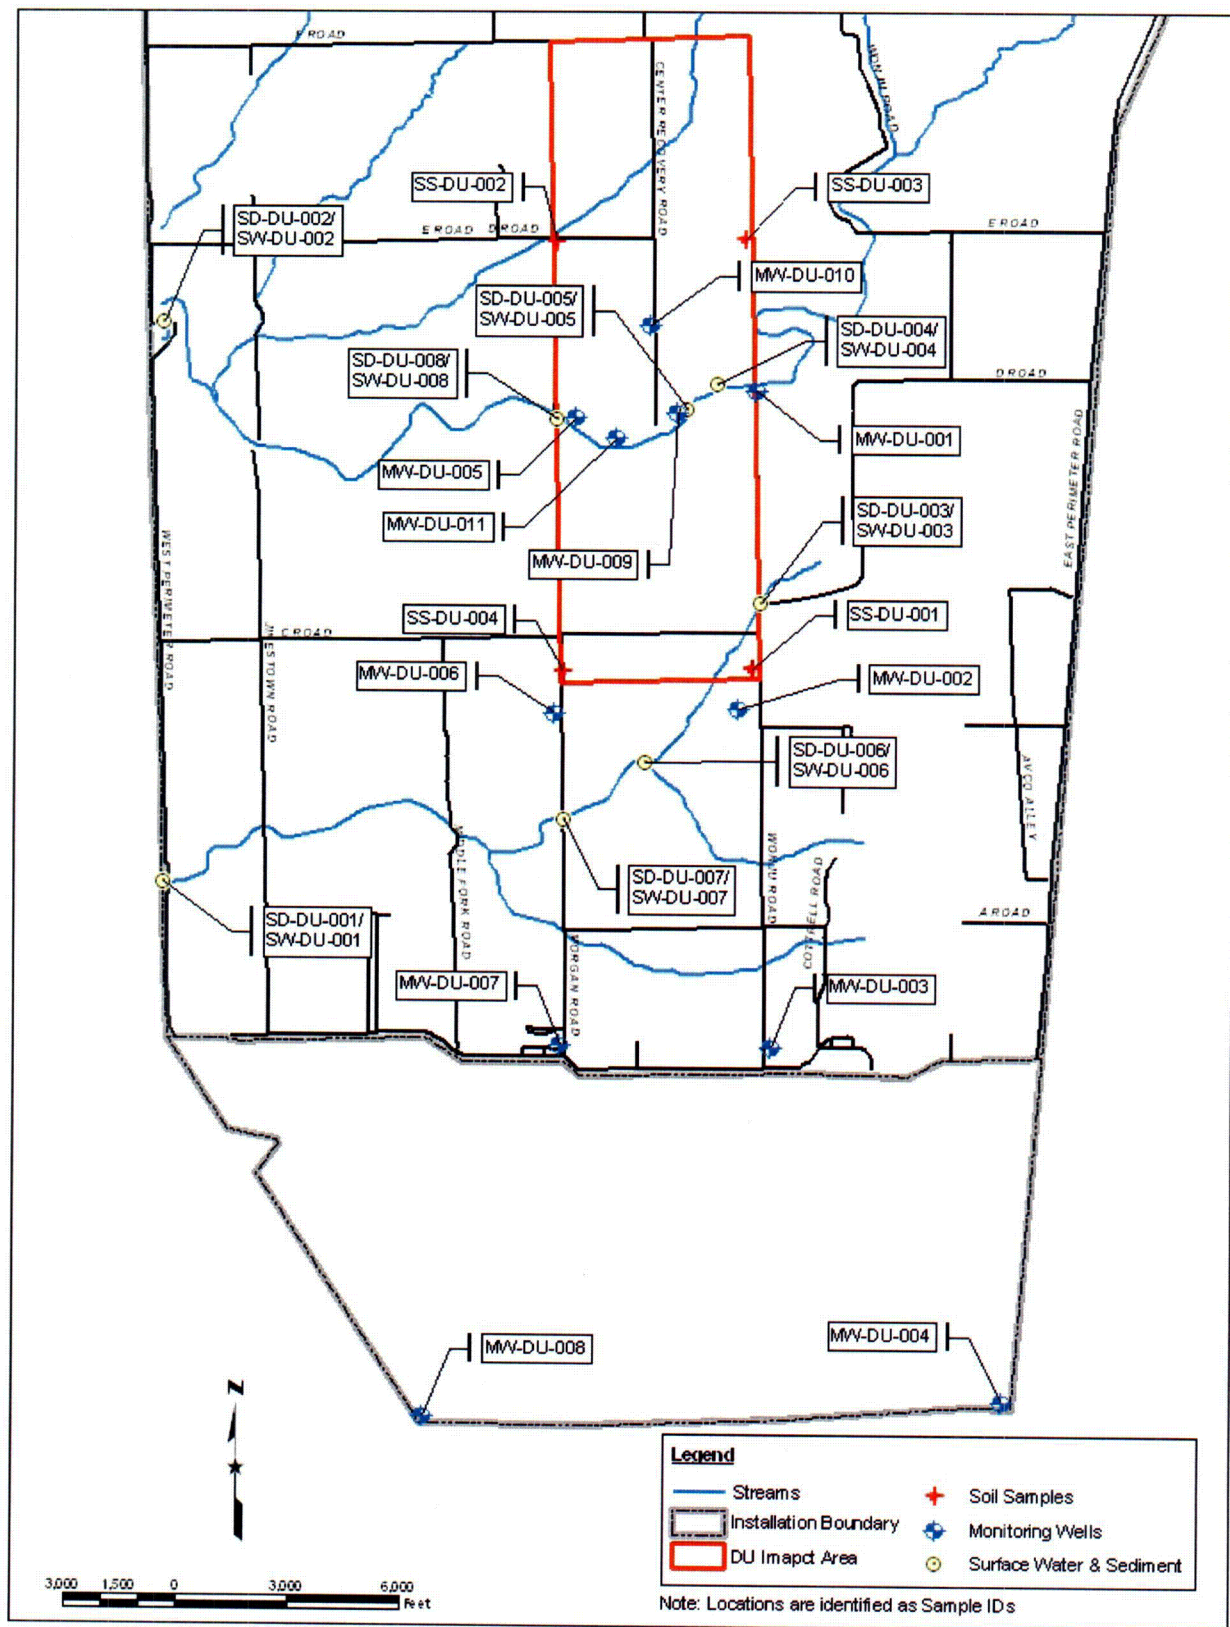 F ROAD
CENTER RECOVERY ROAD
SS-DU-002
SS-DU-003
SD-DU-002/
SW-DU-002
E ROAD
D ROAD
E ROAD
MW-DU-010
SD-DU-005/
SW-DU-005
SD-DU-004/
SW-DU-004
SD-DU-008/
SW-DU-008
D ROAD
MW-DU-001
MW-DU-005
EAST PERIMETER ROAD
SD-DU-003/
SW-DU-003
MW-DU-011
MW-DU-009
WEST PERIMETER ROAD
SS-DU-004
SS-DU-001
C ROAD
MW-DU-006
MW-DU-002
SD-DU-006/
SW-DU-006
AVCO ALLEY
MIDDLE FORK ROAD
COTTRELL ROAD
SD-DU-007/
SW-DU-007
SD-DU-001/
SW-DU-001
A ROAD
MORGAN ROAD
MW-DU-007
MW-DU-003
MW-DU-008
MW-DU-004
N
Legend
Streams
Installation Boundary
DU Imapct Area
Soil Samples
Monitoring Wells
Surface Water & Sediment
3,000 1,500 0 3,000 6,000
Feet
Note: Locations are identified as Sample IDs